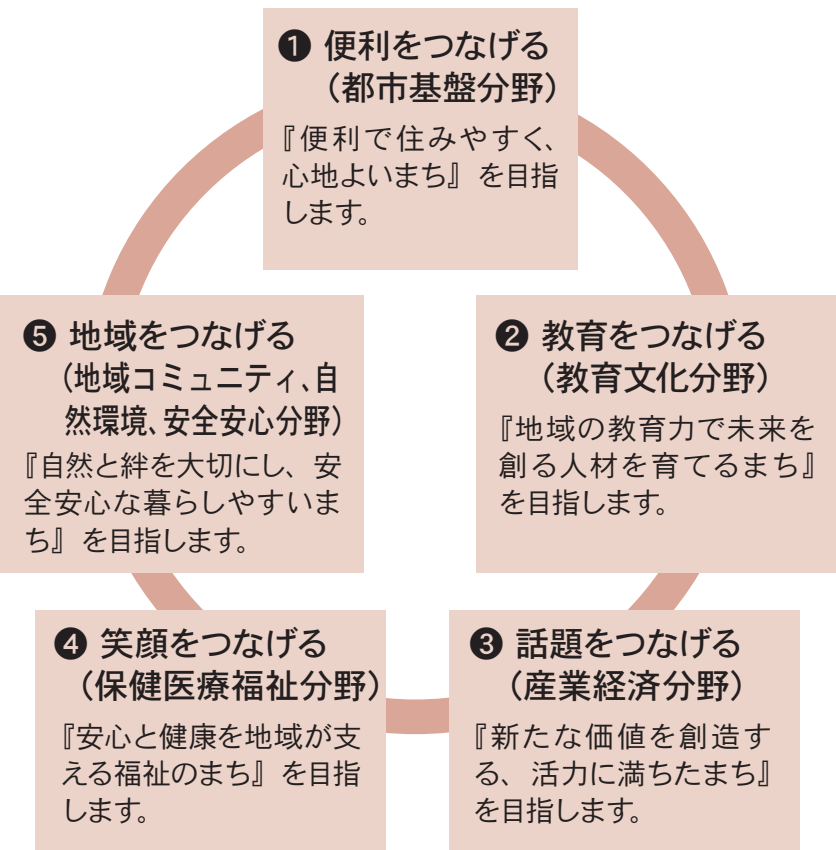 ❶ 便利をつなげる
（都市基盤分野）
『便利で住みやすく、
心地よいまち』を目指
します。
❷ 教育をつなげる
（教育文化分野）
『地域の教育力で未来を
創る人材を育てるまち』
を目指します。
❸ 話題をつなげる
（産業経済分野）
『新たな価値を創造す
る、活力に満ちたまち』
を目指します。
❹ 笑顔をつなげる
（保健医療福祉分野）
『安心と健康を地域が支
える福祉のまち』を目指
します。
❺ 地域をつなげる
（地域コミュニティ、自
然環境、安全安心分野）
『自然と絆を大切にし、安
全安心な暮らしやすいま
ち』を目指します。